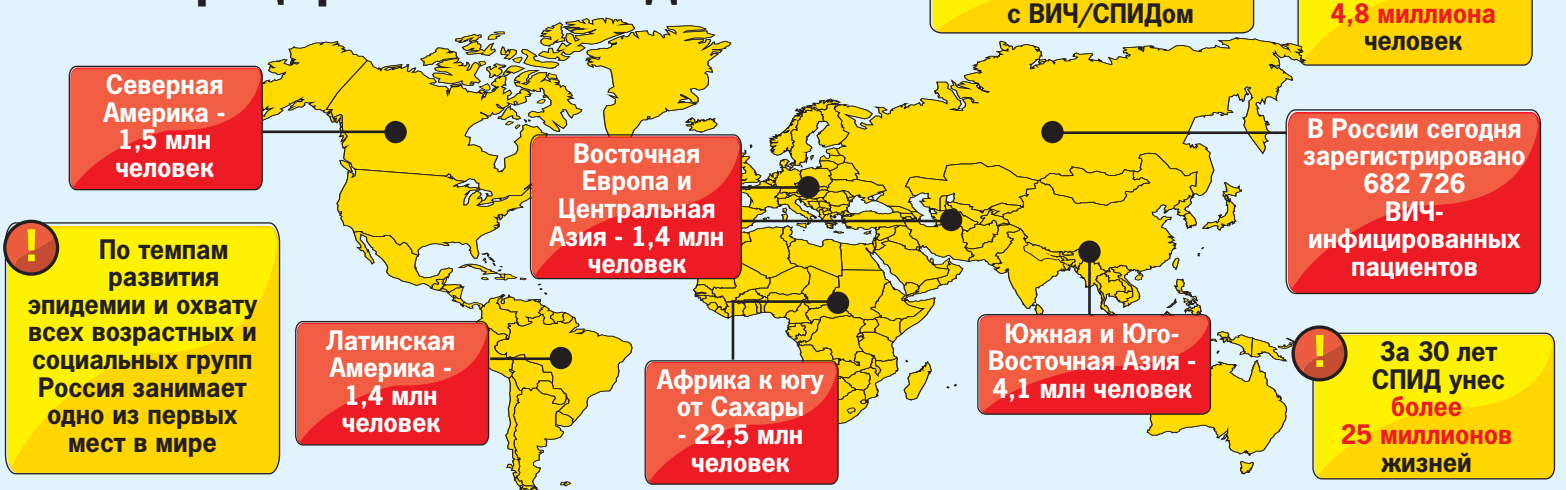 с ВИЧ/СПИДом
4,8 миллиона
человек
Северная
Америка -
1,5 млн
человек
Восточная
Европа и
Центральная
Азия - 1,4 млн
человек
В России сегодня
зарегистрировано
682 726
ВИЧ-
инфицированных
пациентов
!
По темпам
развития
эпидемии и охвату
всех возрастных и
социальных групп
Россия занимает
одно из первых
мест в мире
Латинская
Америка -
1,4 млн
человек
Африка к югу
от Сахары
- 22,5 млн
человек
Южная и Юго-
Восточная Азия -
4,1 млн человек
!
За 30 лет
СПИД унес
более
25 миллионов
жизней